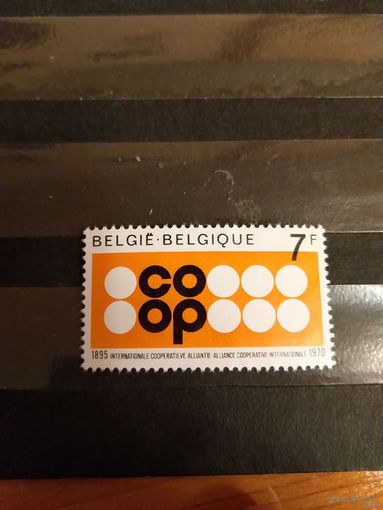 BELGIË·BELGIQUE 7F
co
op
1895 INTERNATIONALE COOPERATIEVE ALLIANTIE-ALLIANCE COOPERATIVE INTERNATIONALE 1970